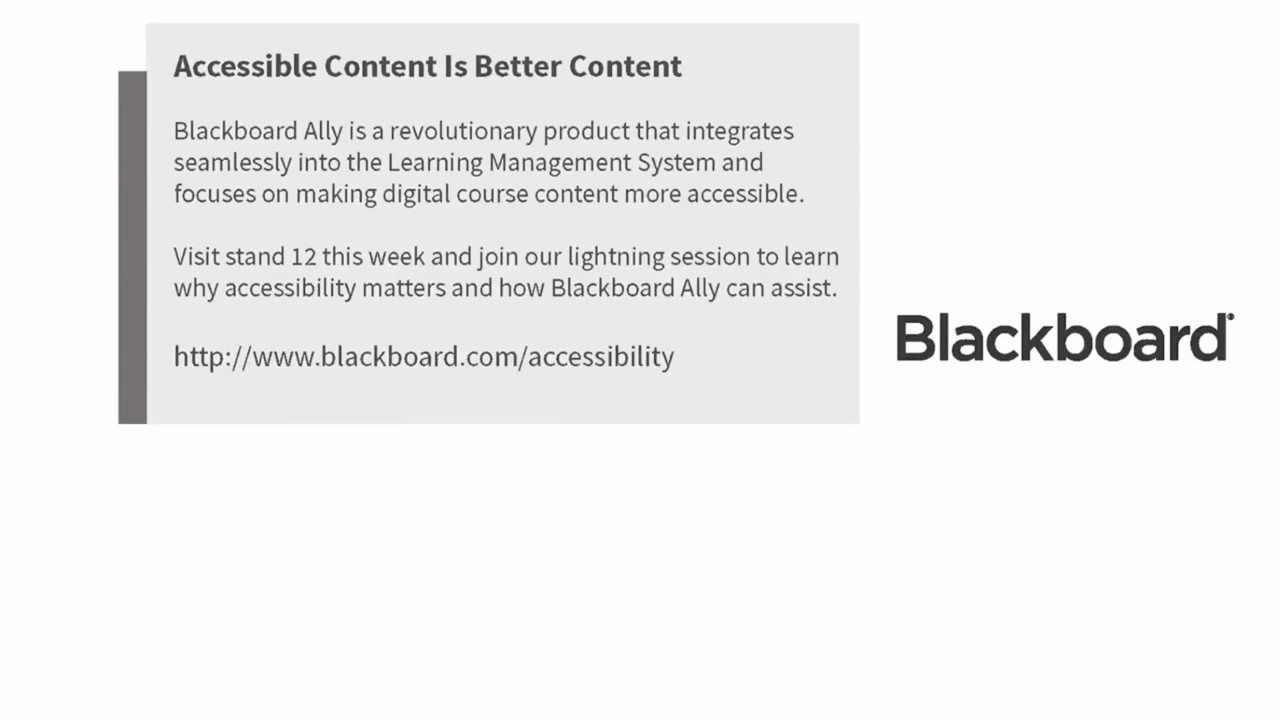 Accessible Content Is Better Content
Blackboard Ally is a revolutionary product that integrates
seamlessly into the Learning Management System and
focuses on making digital course content more accessible.
Visit stand 12 this week and join our lightning session to learn
why accessibility matters and how Blackboard Ally can assist.
http://www.blackboard.com/accessibility
Blackboard